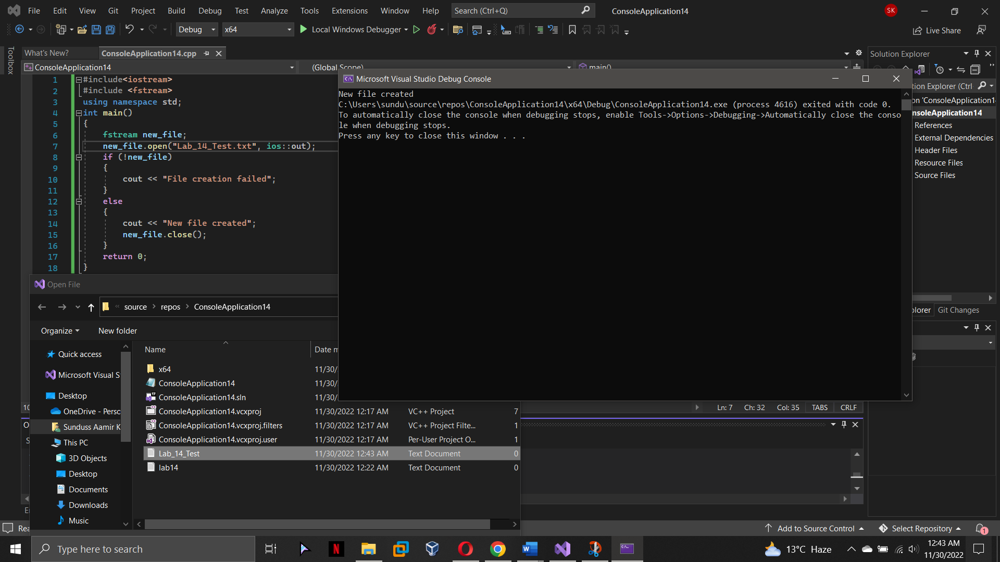 File Edit View Git Project Build Debug Test Analyze Tools Extensions Window Help Search (Ctrl+Q) ConsoleApplication14 SK
Debug x64 Local Windows Debugger Live Share
Toolbox
What's New? ConsoleApplication14.cpp
ConsoleApplication14 (Global Scope) main()
1 #include<iostream>
2 #include <fstream>
3 using namespace std;
4 int main()
5 {
6 fstream new_file;
7 new_file.open("Lab_14_Test.txt", ios::out);
8 if (!new_file)
9 {
10 cout << "File creation failed";
11 }
12 else
13 {
14 cout << "New file created";
15 new_file.close();
16 }
17 return 0;
18 }
Microsoft Visual Studio Debug Console
New file created
C:\Users\sundu\source\repos\ConsoleApplication14\x64\Debug\ConsoleApplication14.exe (process 4616) exited with code 0.
To automatically close the console when debugging stops, enable Tools->Options->Debugging->Automatically close the conso
le when debugging stops.
Press any key to close this window . . .
Solution Explorer
tion Explorer (Ctrl
on 'ConsoleApplication1
nsoleApplication14
References
External Dependencies
Header Files
Resource Files
Source Files
plorer Git Changes
Open File
source repos ConsoleApplication14
Organize New folder
Quick access
Microsoft Visual S
Desktop
OneDrive - Perso
Sunduss Aamir K
This PC
3D Objects
Desktop
Documents
Downloads
Music
Name Date m
x64 11/30/
ConsoleApplication14 11/30/
ConsoleApplication14.sln 11/30/
ConsoleApplication14.vcxproj 11/30/2022 12:17 AM VC++ Project 7
ConsoleApplication14.vcxproj.filters 11/30/2022 12:17 AM VC++ Project Filte... 1
ConsoleApplication14.vcxproj.user 11/30/2022 12:17 AM Per-User Project O... 1
Lab_14_Test 11/30/2022 12:43 AM Text Document 0
lab14 11/30/2022 12:22 AM Text Document 0
Ln: 7 Ch: 32 Col: 35 TABS CRLF
Rea Add to Source Control Select Repository 1
Type here to search 13°C Haze 12:43 AM
11/30/2022